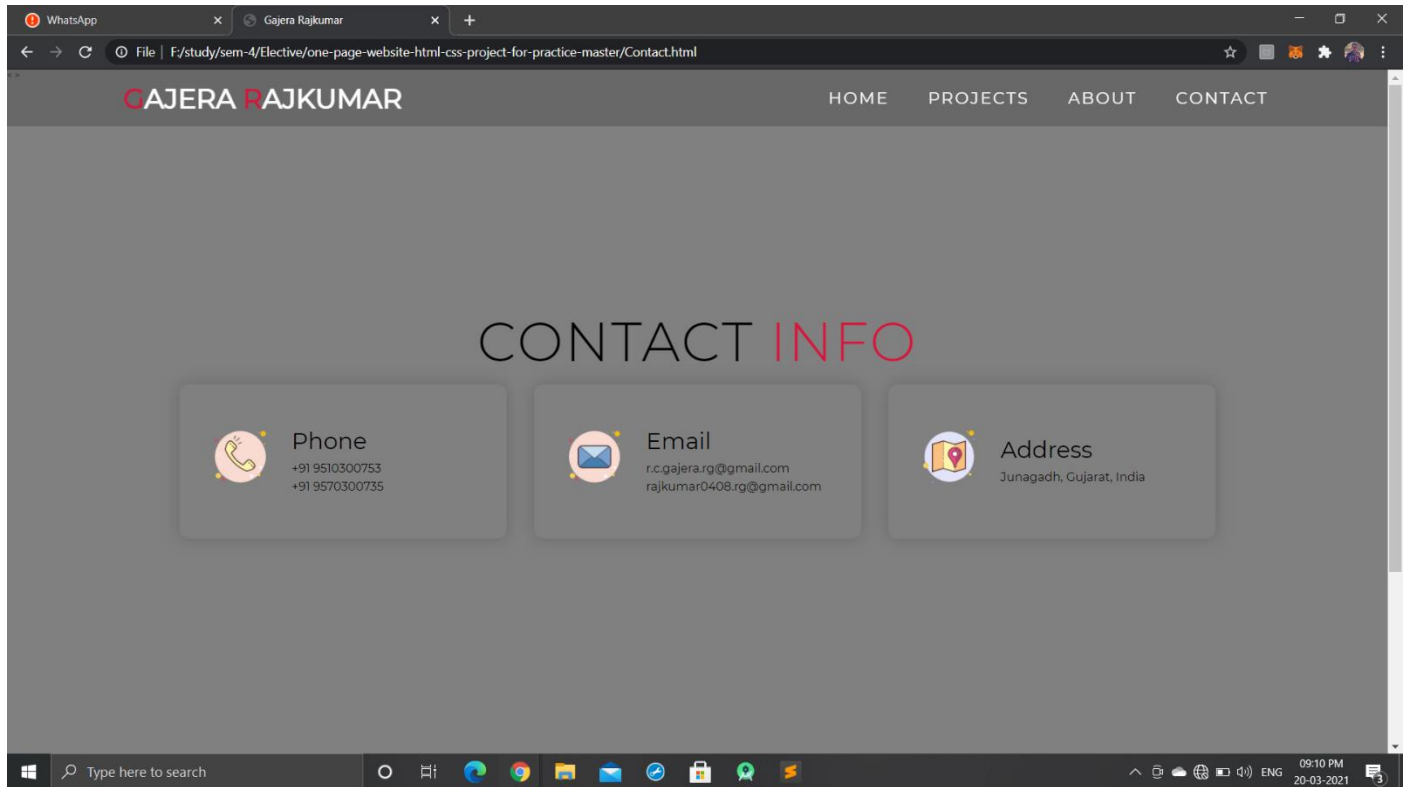 WhatsApp
Gajera Rajkumar
File | F:/study/sem-4/Elective/one-page-website-html-css-project-for-practice-master/Contact.html
< >
GAJERA RAJKUMAR
HOME PROJECTS ABOUT CONTACT
CONTACT INFO
Phone
+91 9510300753
+91 9570300735
Email
r.c.gajera.rg@gmail.com
rajkumar0408.rg@gmail.com
Address
Junagadh, Gujarat, India
Type here to search
ENG
09:10 PM
20-03-2021
3